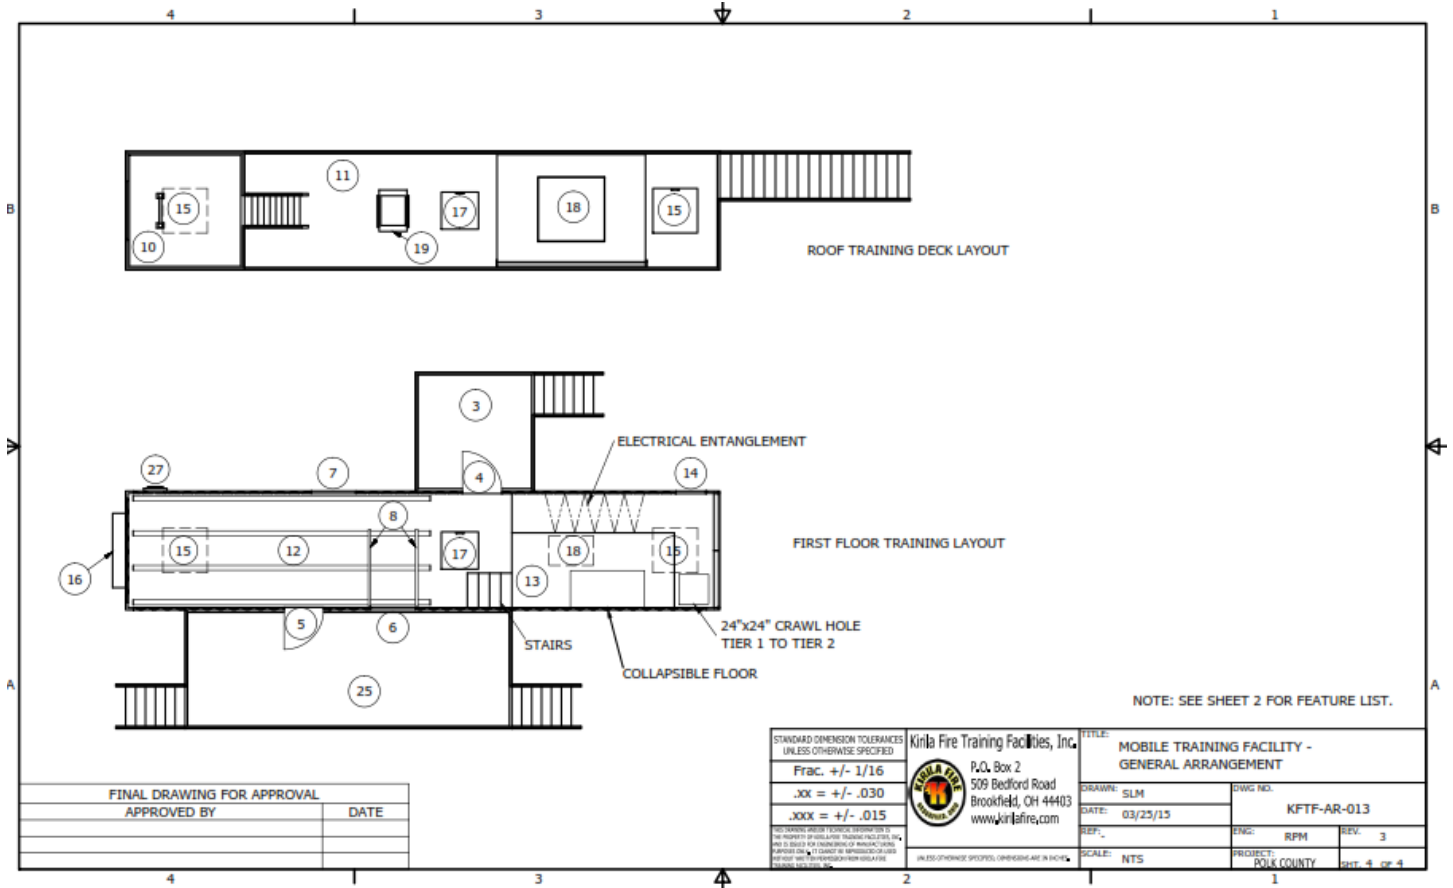 4 3 2 1
B B
11
15
17
18
15
10
19
ROOF TRAINING DECK LAYOUT
3
ELECTRICAL ENTANGLEMENT
27
7
4
14
8
15
12
17
18
15
FIRST FLOOR TRAINING LAYOUT
16
13
5
6
24"x24" CRAWL HOLE
TIER 1 TO TIER 2
STAIRS
COLLAPSIBLE FLOOR
25
A A
NOTE: SEE SHEET 2 FOR FEATURE LIST.
FINAL DRAWING FOR APPROVAL
APPROVED BY DATE
STANDARD DIMENSION TOLERANCES
UNLESS OTHERWISE SPECIFIED
Frac. +/- 1/16
.xx = +/- .030
.xxx = +/- .015
Kirila Fire Training Facilities, Inc.
KIRILA FIRE
K
P.O. Box 2
509 Bedford Road
Brookfield, OH 44403
www.kirilafire.com
UNLESS OTHERWISE SPECIFIED, DIMENSIONS ARE IN INCHES.
TITLE:
MOBILE TRAINING FACILITY -
GENERAL ARRANGEMENT
DRAWN: SLM
DWG NO.
KFTF-AR-013
DATE: 03/25/15
REF: -
ENG: RPM
REV. 3
SCALE: NTS
PROJECT:
POLK COUNTY
SHT. 4 OF 4
4 3 2 1